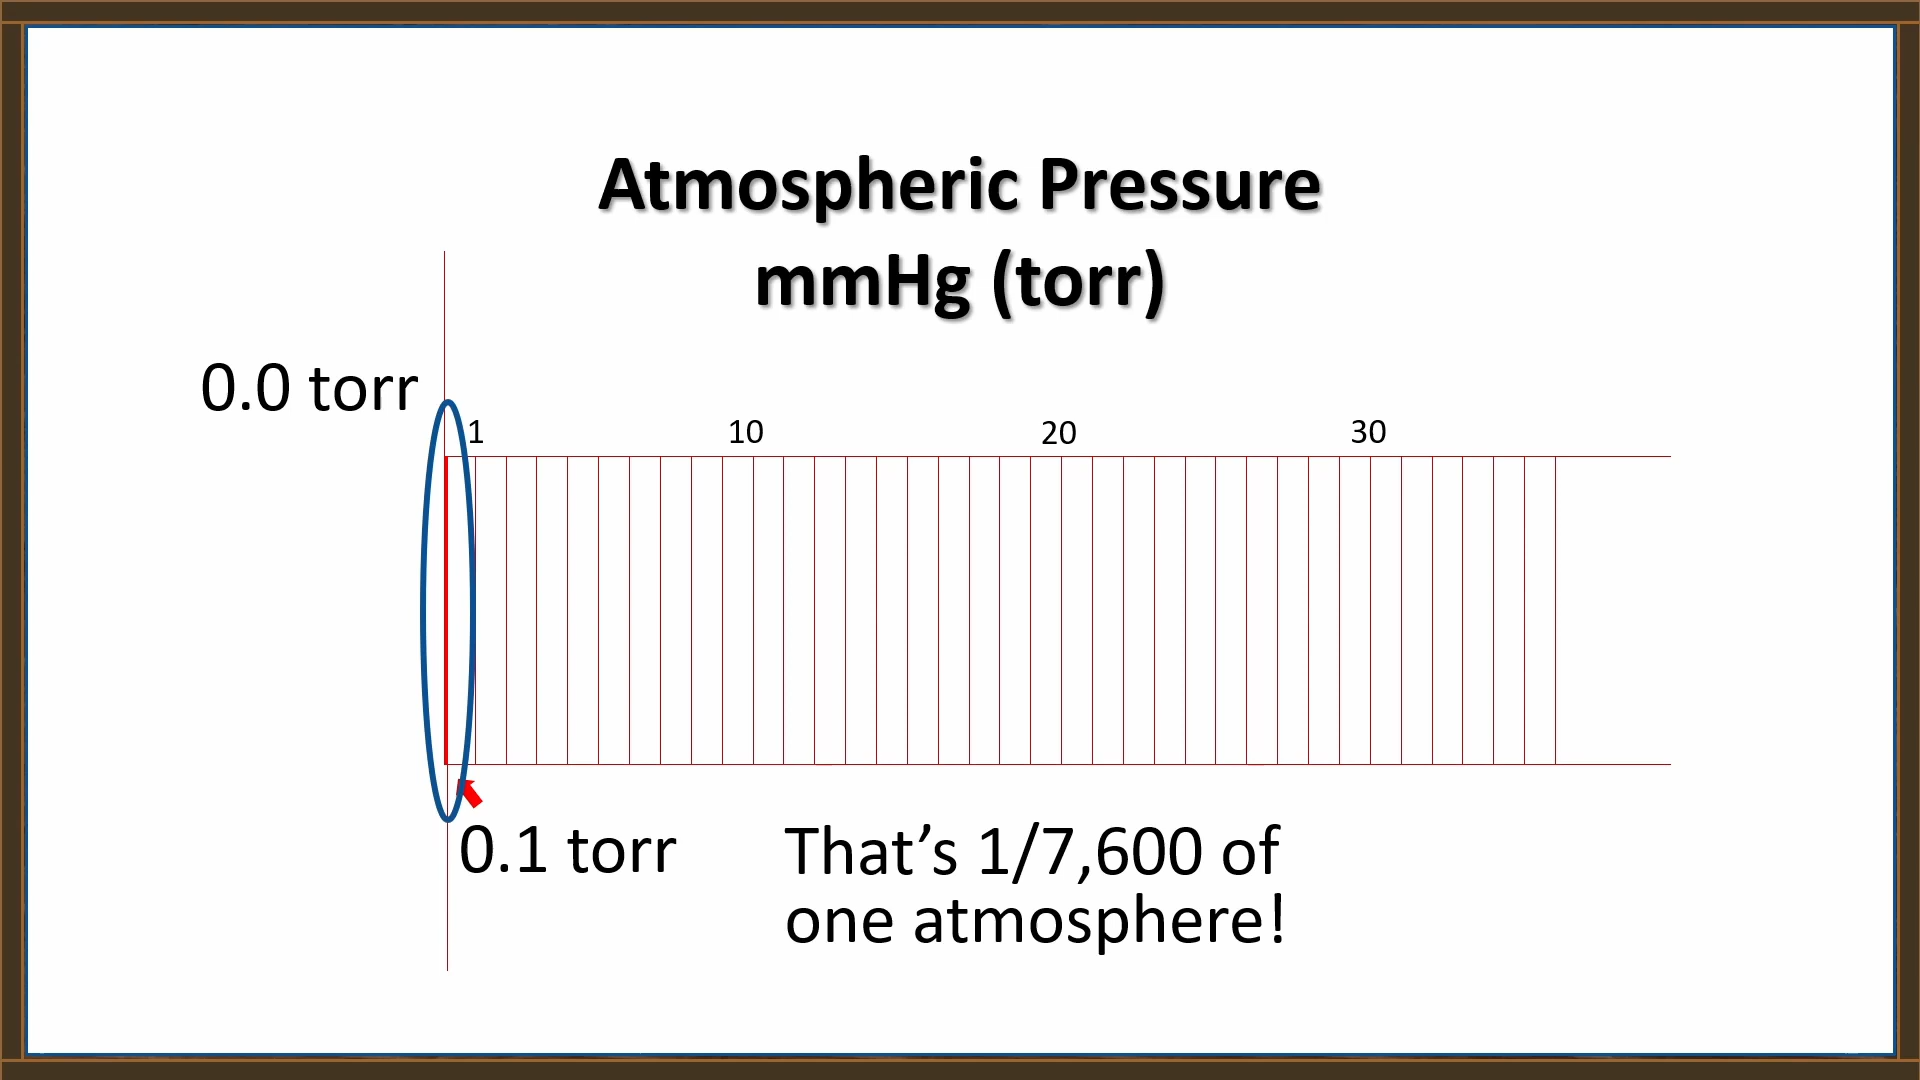 Atmospheric Pressure
mmHg (torr)
0.0 torr
1 10 20 30
0.1 torr
That’s 1/7,600 of
one atmosphere!